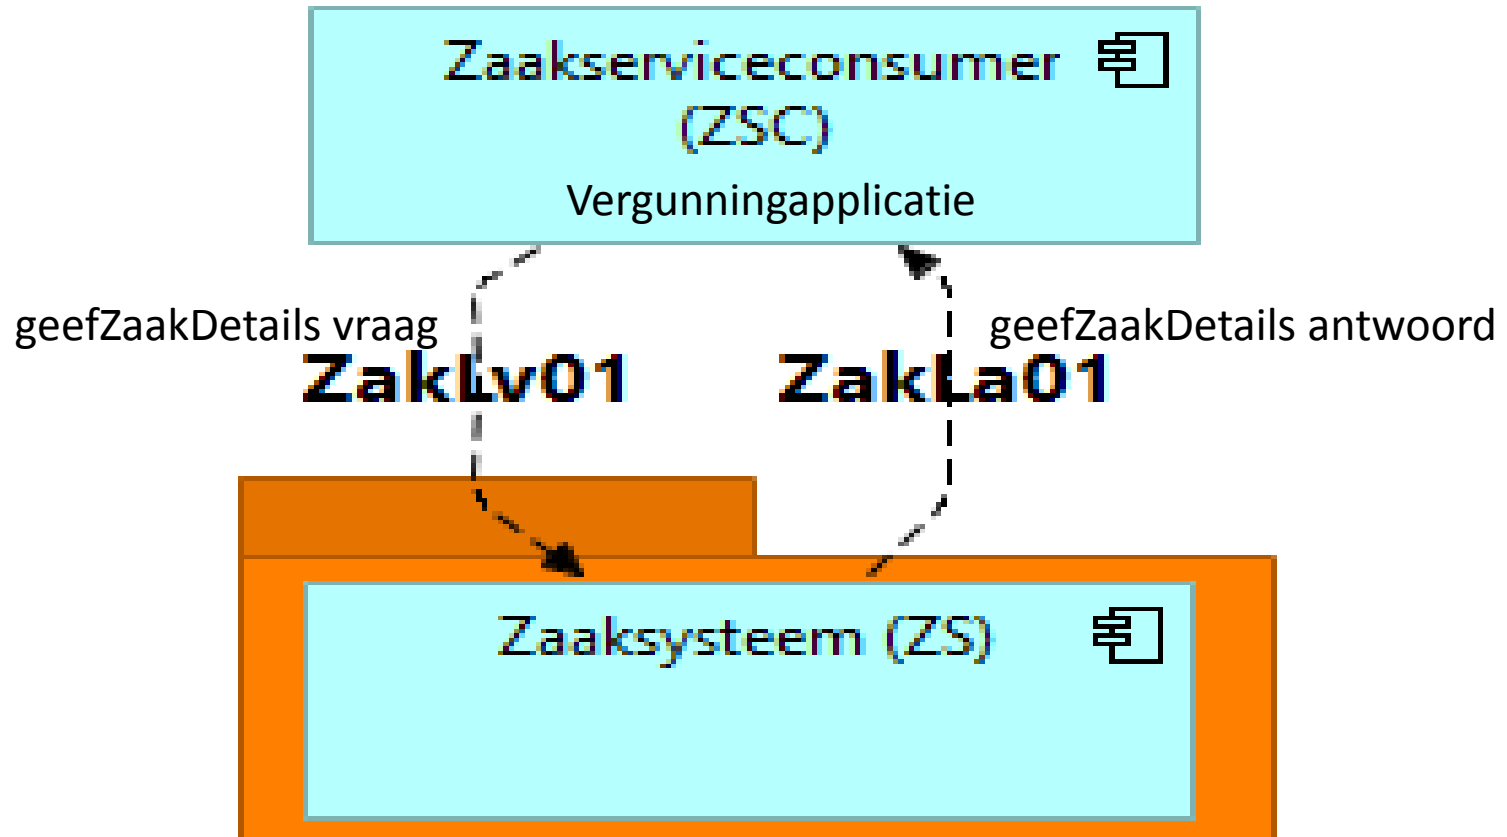 Zaakserviceconsumer
(ZSC)
Vergunningapplicatie
geefZaakDetails vraag
geefZaakDetails antwoord
ZakLv01
ZakLa01
Zaaksysteem (ZS)